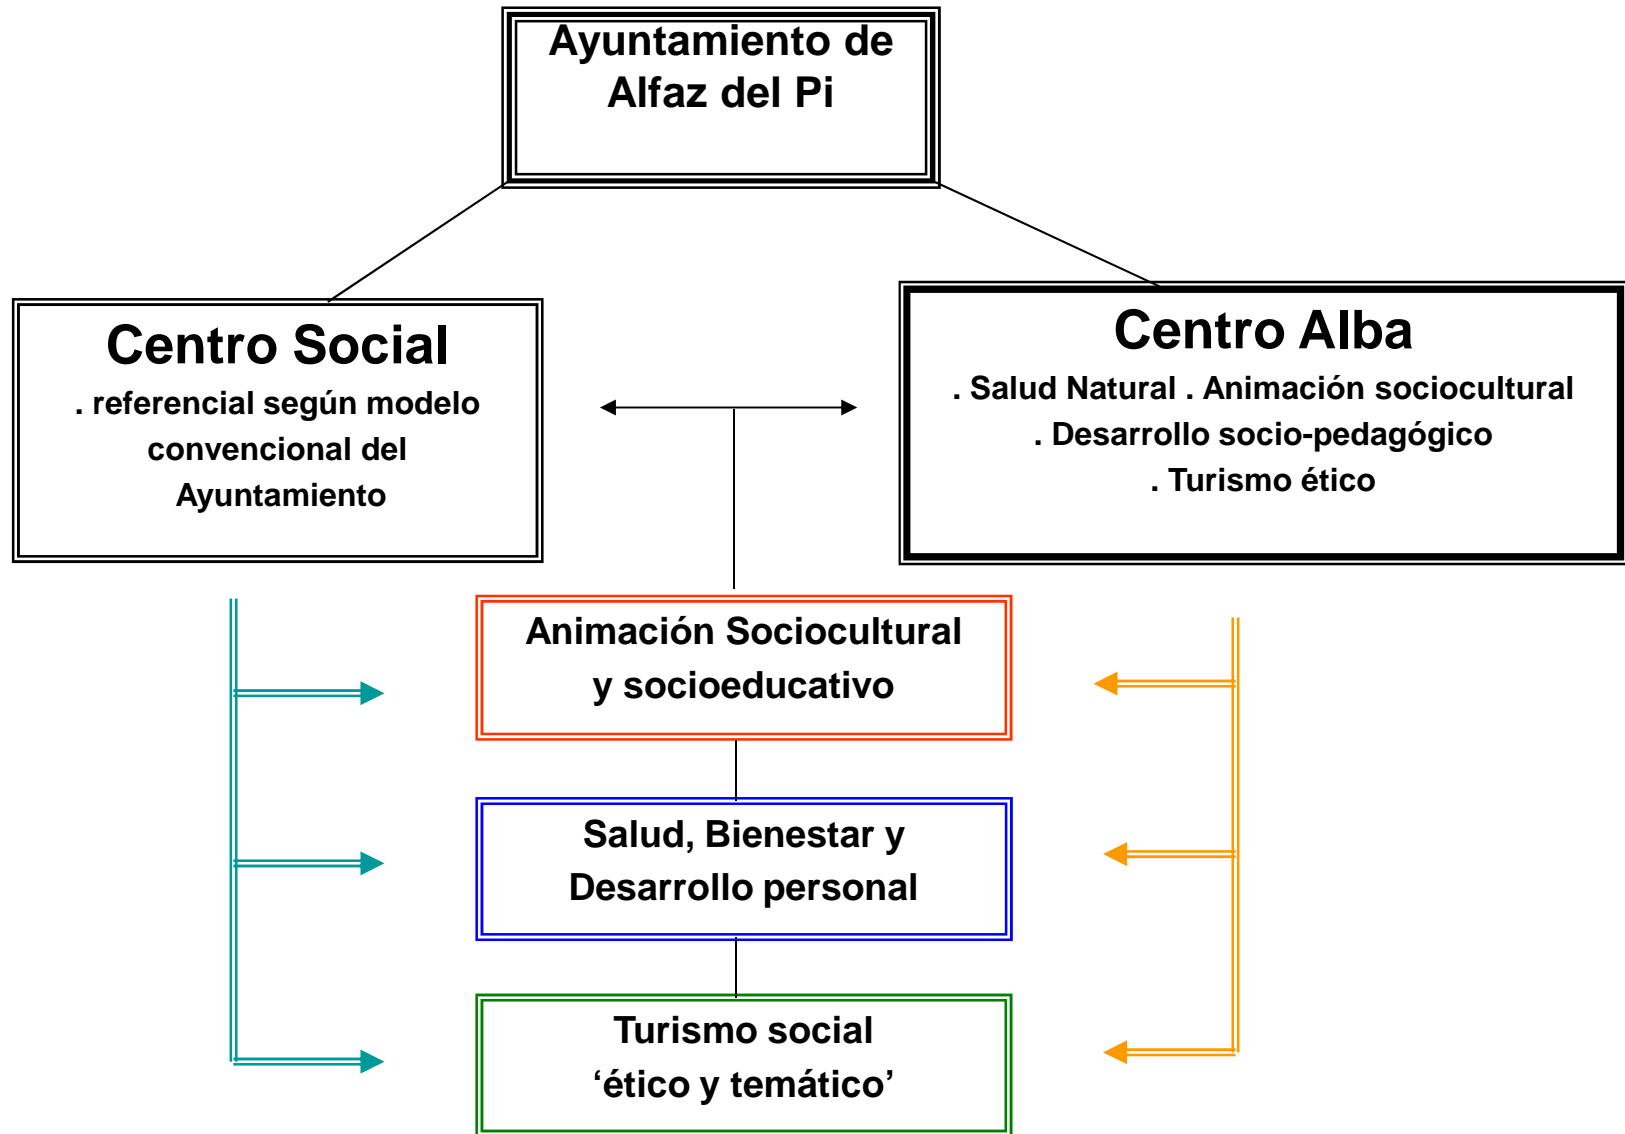 Ayuntamiento de
Alfaz del Pi
Centro Social
. referencial según modelo
convencional del
Ayuntamiento
Centro Alba
. Salud Natural . Animación sociocultural
. Desarrollo socio-pedagógico
. Turismo ético
Animación Sociocultural
y socioeducativo
Salud, Bienestar y
Desarrollo personal
Turismo social
‘ético y temático’